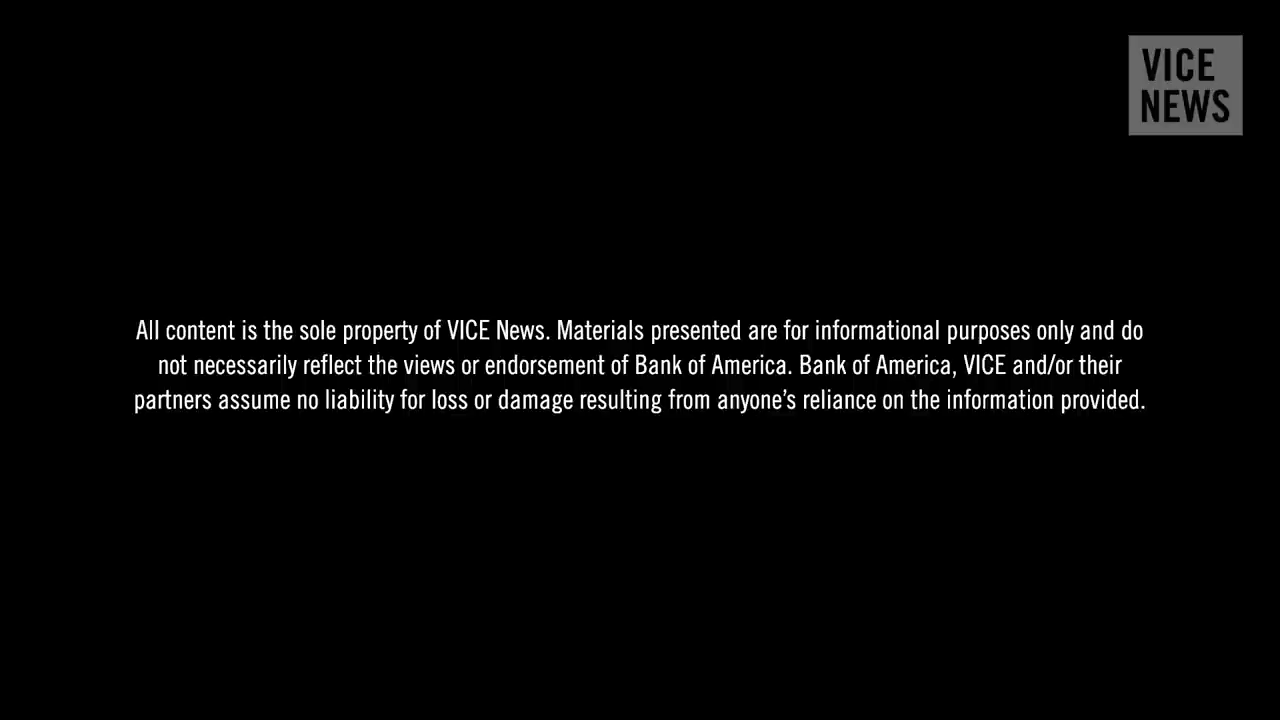 VICE
NEWS
All content is the sole property of VICE News. Materials presented are for informational purposes only and do
not necessarily reflect the views or endorsement of Bank of America. Bank of America, VICE and/or their
partners assume no liability for loss or damage resulting from anyone’s reliance on the information provided.